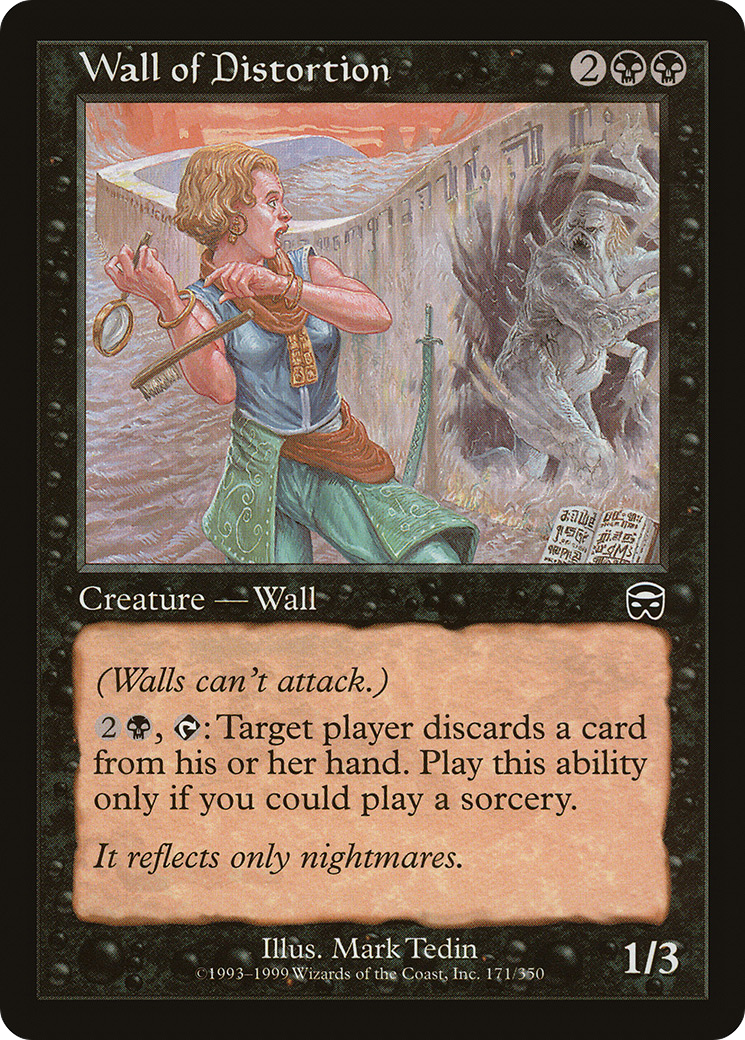 Wall of Distortion 2
Creature — Wall
(Walls can't attack.)
2, : Target player discards a card
from his or her hand. Play this ability
only if you could play a sorcery.
It reflects only nightmares.
Illus. Mark Tedin
©1993–1999 Wizards of the Coast, Inc. 171/350
1/3